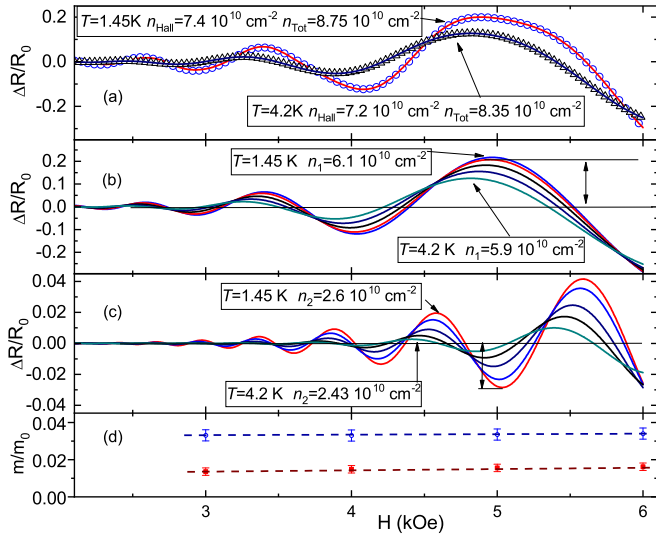 T=1.45K n_Hall=7.4 10^10 cm^-2 n_Tot=8.75 10^-10 cm^-2
0.2
0.0
-0.2
ΔR/R_0
(a)
T=4.2K n_Hall=7.2 10^10 cm^-2 n_Tot=8.35 10^-10 cm^-2
(b)
T=1.45 K n_1=6.1 10^10 cm^-2
0.2
0.1
0.0
-0.1
-0.2
ΔR/R_0
T=4.2 K n_1=5.9 10^10 cm^-2
0.04
0.02
0.00
0.02
0.04
ΔR/R_0
(c)
T=1.45 K n_2=2.6 10^10 cm^-2
T=4.2 K n_2=2.43 10^10 cm^-2
0.04
0.02
0.00
m/m_0
(d)
3 4 5 6
H (kOe)